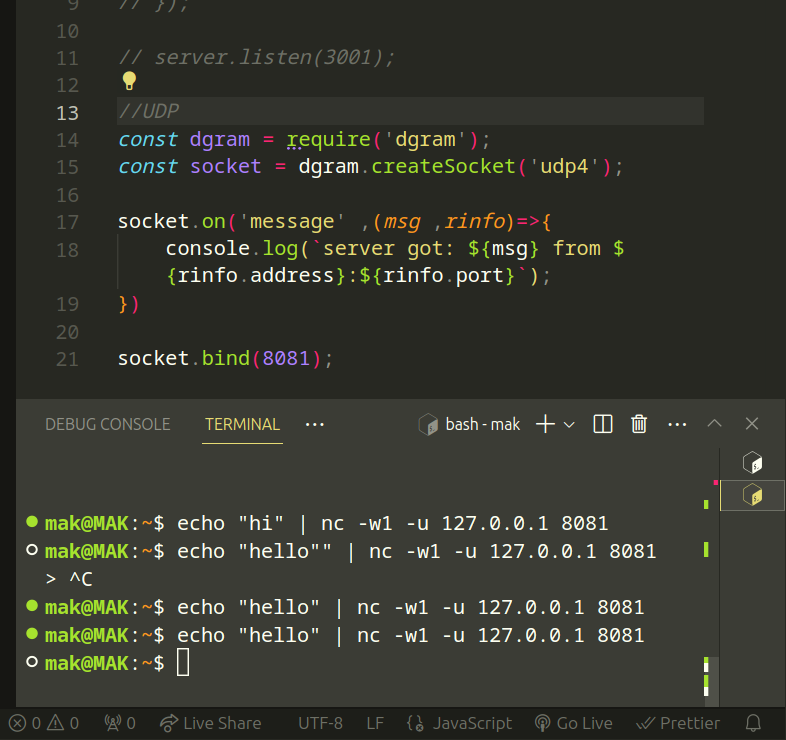 9 // });
10
11 // server.listen(3001);
12
13 //UDP
14 const dgram = require('dgram');
15 const socket = dgram.createSocket('udp4');
16
17 socket.on('message' ,(msg ,rinfo)=>{
18 console.log(`server got: ${msg} from $
{rinfo.address}:${rinfo.port}`);
19 })
20
21 socket.bind(8081);
DEBUG CONSOLE TERMINAL ··· bash - mak ···
mak@MAK:~$ echo "hi" | nc -w1 -u 127.0.0.1 8081
mak@MAK:~$ echo "hello"" | nc -w1 -u 127.0.0.1 8081
> ^C
mak@MAK:~$ echo "hello" | nc -w1 -u 127.0.0.1 8081
mak@MAK:~$ echo "hello" | nc -w1 -u 127.0.0.1 8081
mak@MAK:~$
0 0 0 Live Share UTF-8 LF JavaScript Go Live Prettier